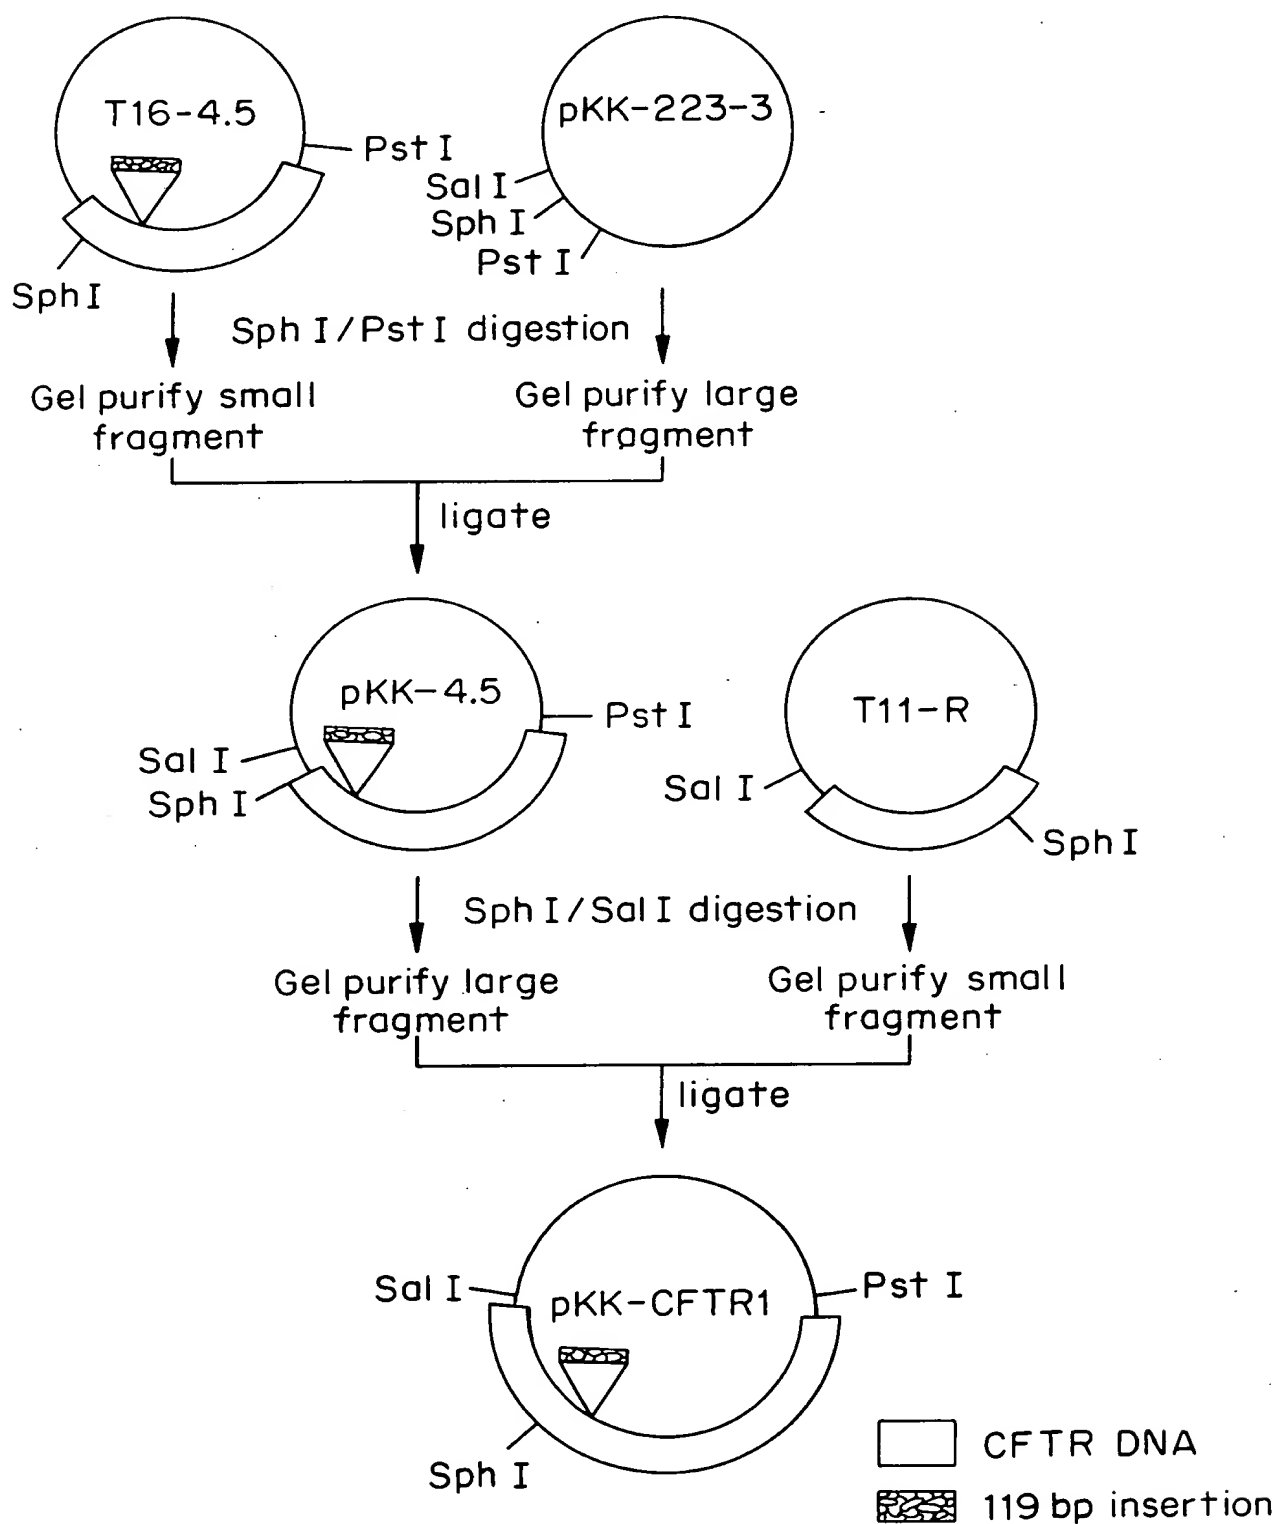 T16-4.5
pKK-223-3
Pst I
Sal I
Sph I
Pst I
Sph I
Sph I/Pst I digestion
Gel purify small
fragment
Gel purify large
fragment
ligate
pKK-4.5
T11-R
Pst I
Sal I
Sph I
Sal I
Sph I
Sph I/Sal I digestion
Gel purify large
fragment
Gel purify small
fragment
ligate
Sal I
pKK-CFTR1
Pst I
Sph I
CFTR DNA
119 bp insertion